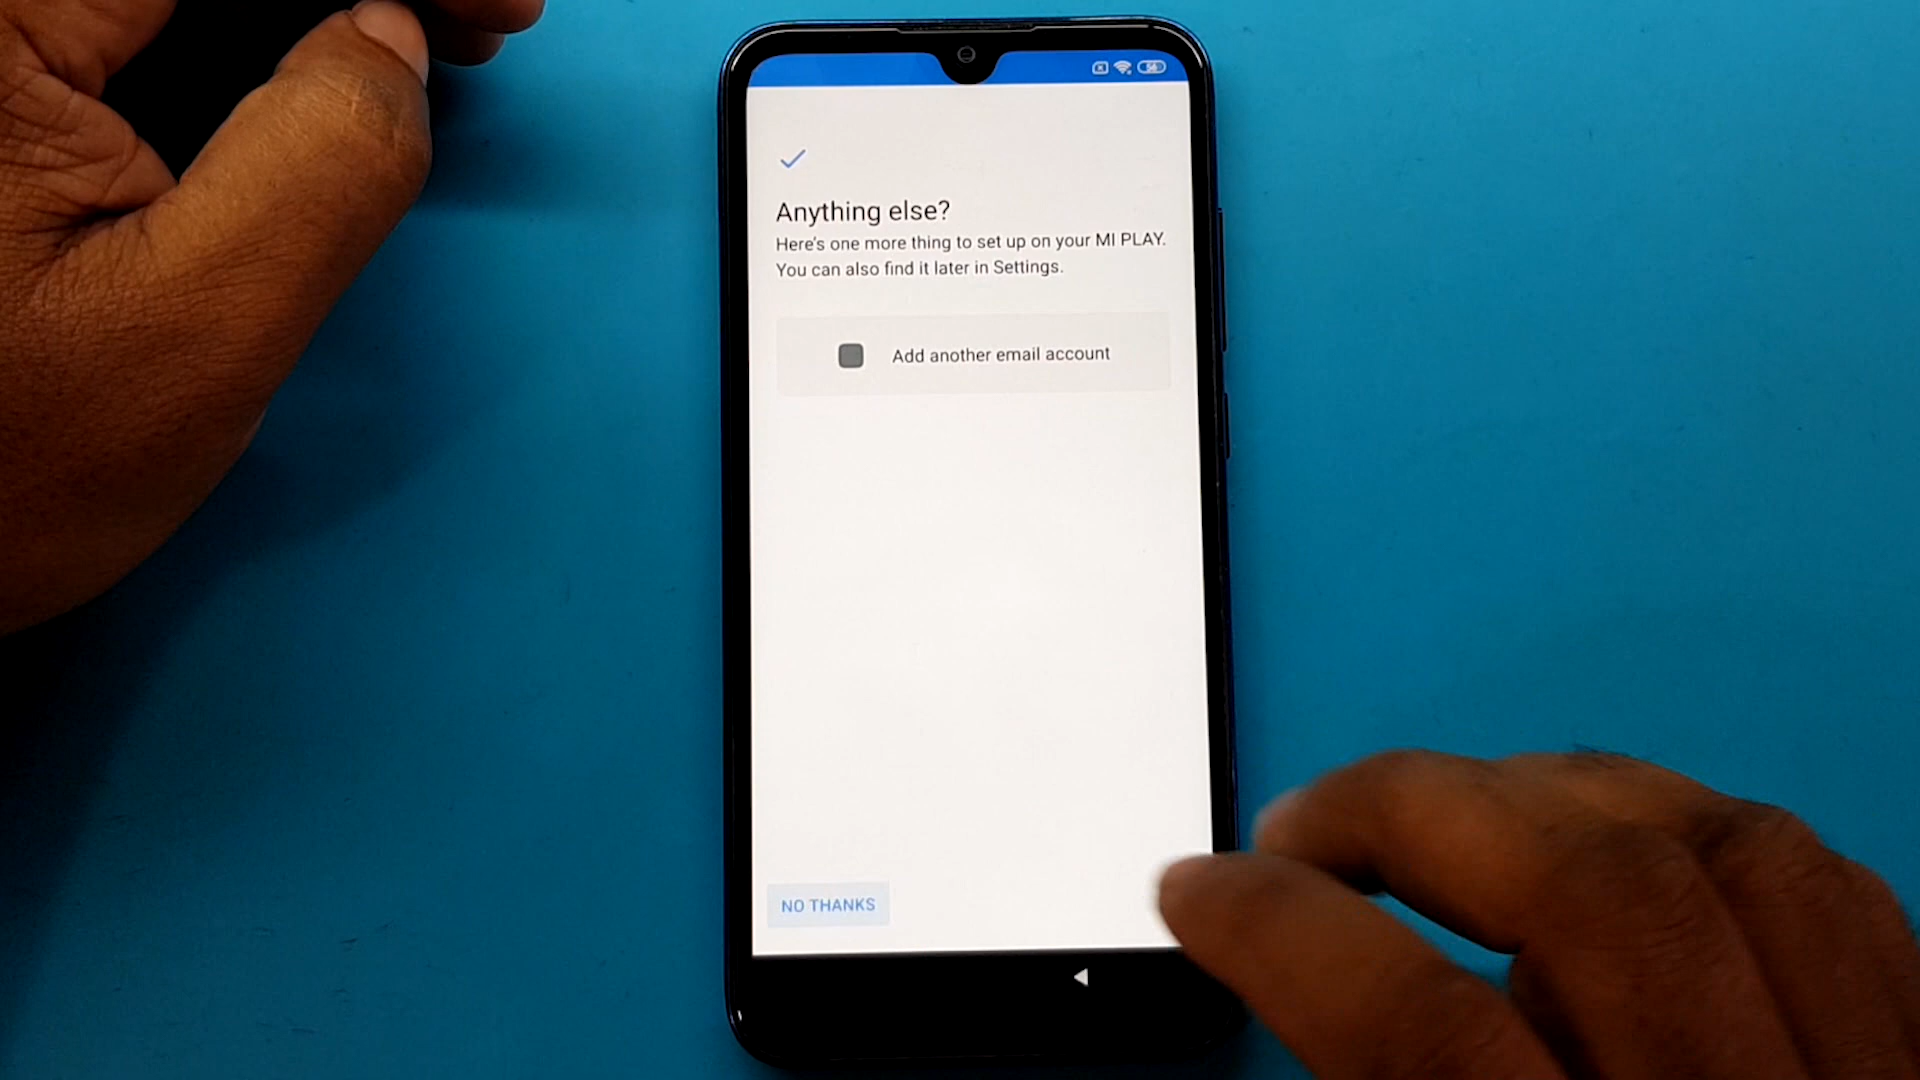 Anything else?
Here's one more thing to set up on your MI PLAY.
You can also find it later in Settings.
Add another email account
NO THANKS